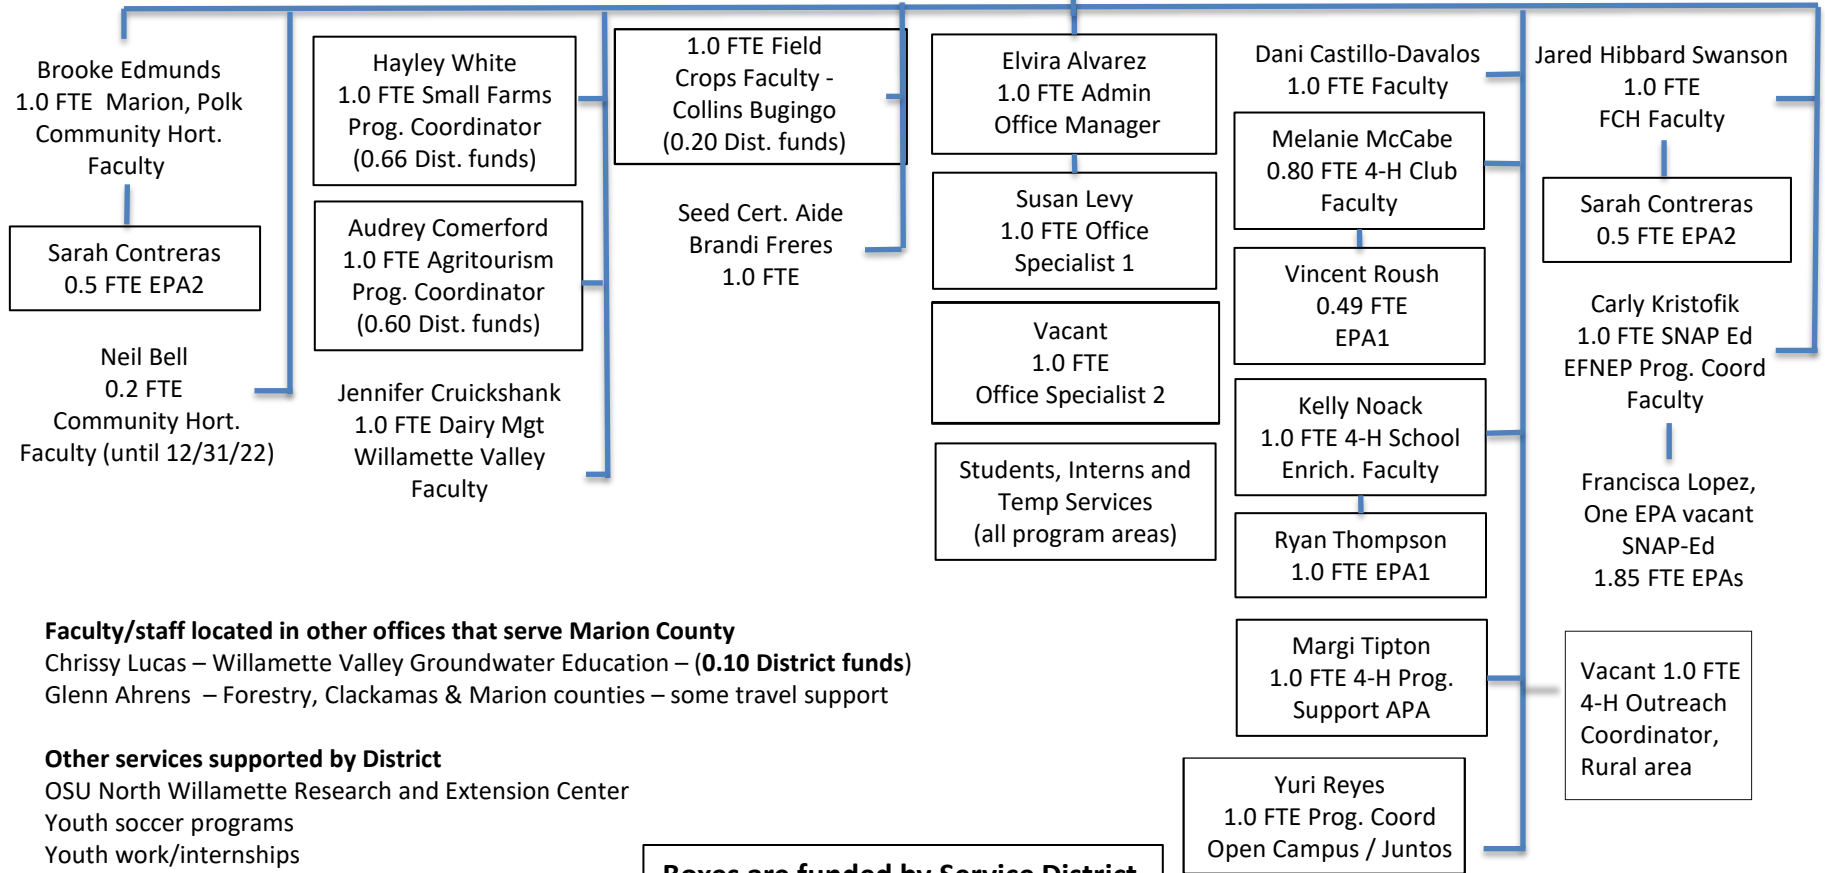 Brooke Edmunds
1.0 FTE  Marion, Polk
Community Hort.
Faculty
Sarah Contreras
0.5 FTE EPA2
Neil Bell
0.2 FTE
Community Hort.
Faculty (until 12/31/22)
Hayley White
1.0 FTE Small Farms
Prog. Coordinator
(0.66 Dist. funds)
Audrey Comerford
1.0 FTE Agritourism
Prog. Coordinator
(0.60 Dist. funds)
Jennifer Cruickshank
1.0 FTE Dairy Mgt
Willamette Valley
Faculty
1.0 FTE Field
Crops Faculty -
Collins Bugingo
(0.20 Dist. funds)
Seed Cert. Aide
Brandi Freres
1.0 FTE
Elvira Alvarez
1.0 FTE Admin
Office Manager
Susan Levy
1.0 FTE Office
Specialist 1
Vacant
1.0 FTE
Office Specialist 2
Students, Interns and
Temp Services
(all program areas)
Dani Castillo-Davalos
1.0 FTE Faculty
Melanie McCabe
0.80 FTE 4-H Club
Faculty
Vincent Roush
0.49 FTE
EPA1
Kelly Noack
1.0 FTE 4-H School
Enrich. Faculty
Ryan Thompson
1.0 FTE EPA1
Margi Tipton
1.0 FTE 4-H Prog.
Support APA
Yuri Reyes
1.0 FTE Prog. Coord
Open Campus / Juntos
Jared Hibbard Swanson
1.0 FTE
FCH Faculty
Sarah Contreras
0.5 FTE EPA2
Carly Kristofik
1.0 FTE SNAP Ed
EFNEP Prog. Coord
Faculty
Francisca Lopez,
One EPA vacant
SNAP-Ed
1.85 FTE EPAs
Vacant 1.0 FTE
4-H Outreach
Coordinator,
Rural area
Faculty/staff located in other offices that serve Marion County
Chrissy Lucas – Willamette Valley Groundwater Education – (0.10 District funds)
Glenn Ahrens  – Forestry, Clackamas & Marion counties – some travel support
Other services supported by District
OSU North Willamette Research and Extension Center
Youth soccer programs
Youth work/internships
Boxes are funded by Service District